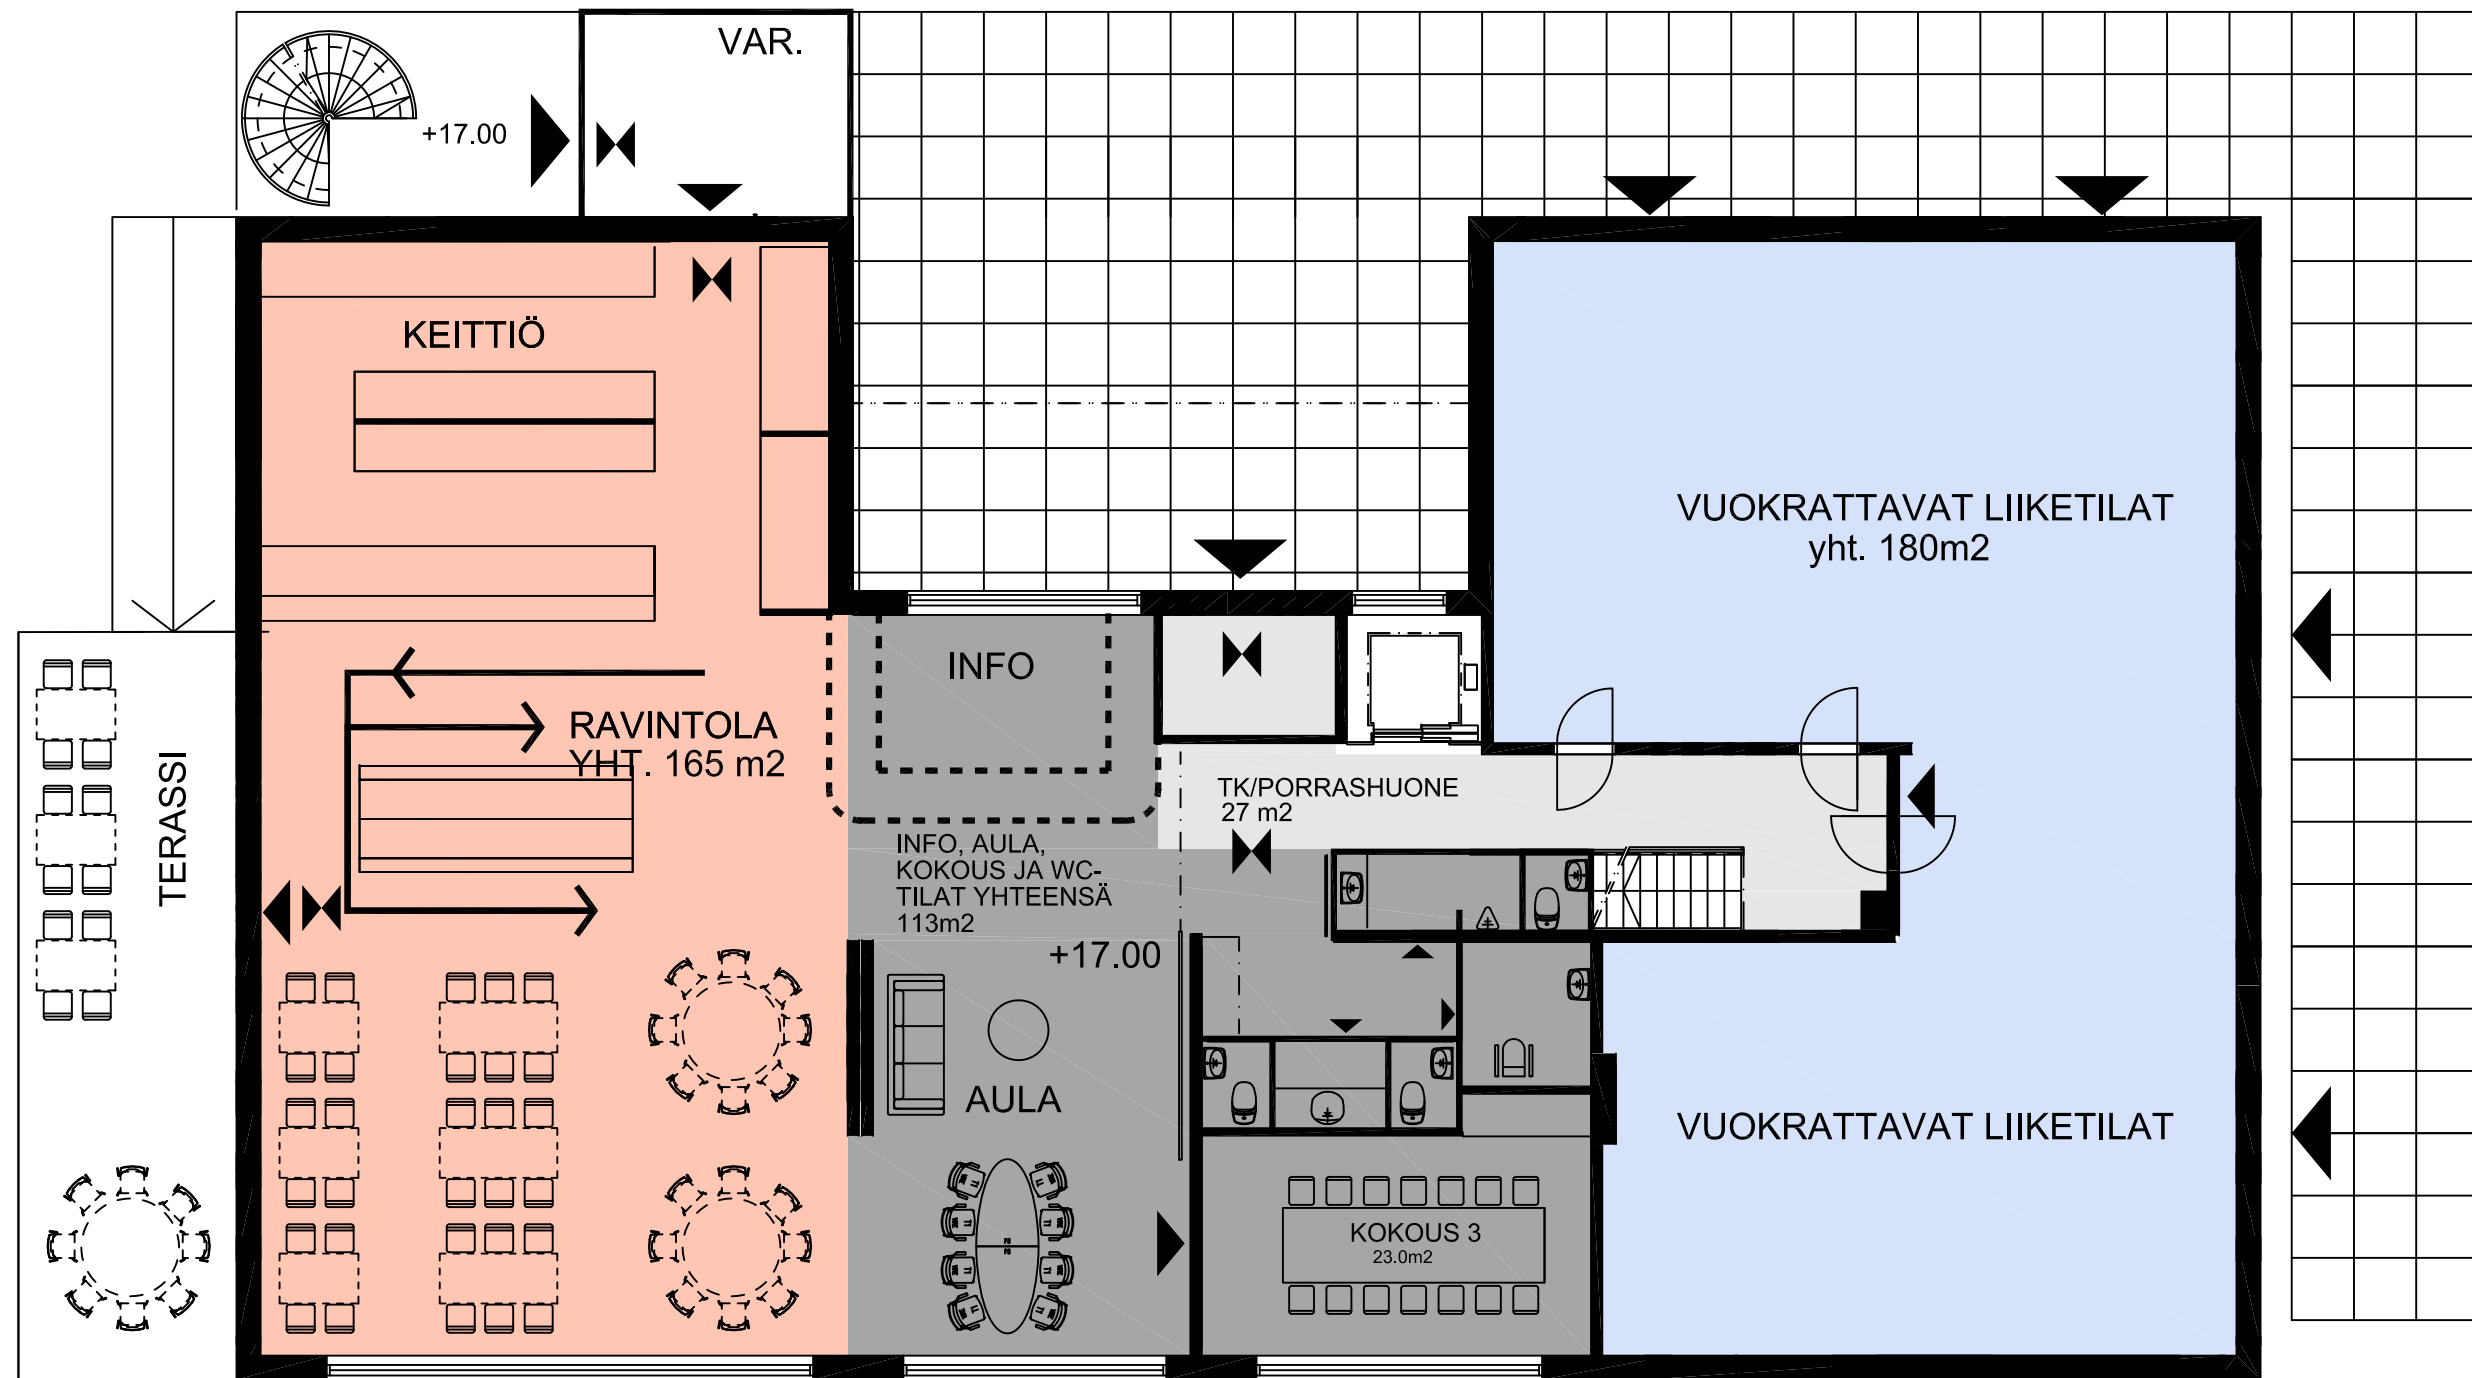 VAR.
+17.00
KEITTIÖ
VUOKRATTAVAT LIIKETILAT
yht. 180m2
INFO
RAVINTOLA
YHT. 165 m2
TERASSI
TK/PORRASHUONE
27 m2
INFO, AULA,
KOKOUS JA WC-
TILAT YHTEENSÄ
113m2
+17.00
AULA
VUOKRATTAVAT LIIKETILAT
KOKOUS 3
23.0m2